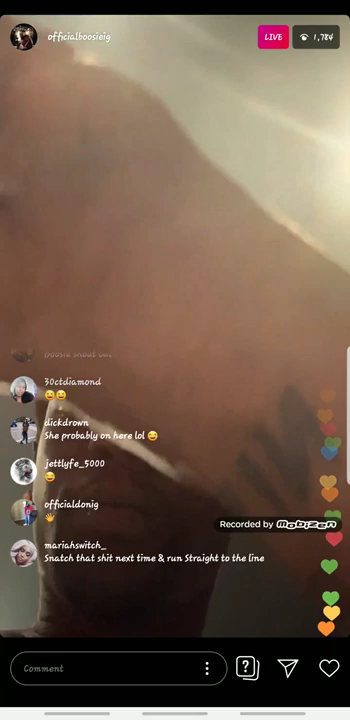 officialboosieig
LIVE
1,784
30ctdiamond
😅😅
dickdrown
She probably on here lol 😅
jettlyfe_5000
😅
officialdonig
👋
Recorded by mobizen
mariahswitch_
Snatch that shit next time & run Straight to the line
Comment